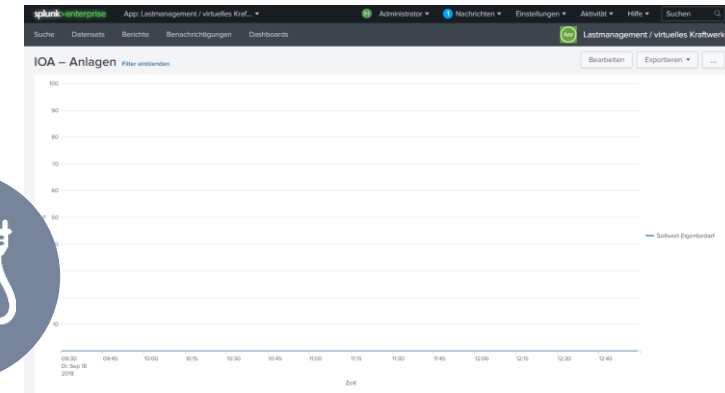 splunk>enterprise App: Lastmanagement / virtuelles Kraf... Administrator 1 Nachrichten Einstellungen Aktivität Hilfe Suchen
Suche Datensets Berichte Benachrichtigungen Dashboards App Lastmanagement / virtuelles Kraftwerk
IOA – Anlagen Filter einblenden Bearbeiten Exportieren ...
100
90
80
70
60
50
Sollwert Eigenbedarf
10
09:30 09:45 10:00 10:15 10:30 10:45 11:00 11:15 11:30 11:45 12:00 12:15 12:30 12:45
Di. Sep 18
2018
Zeit